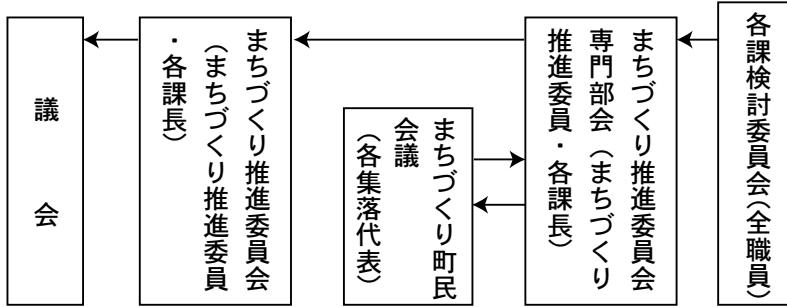 各課検討委員会(全職員)
まちづくり推進委員会
専門部会(まちづくり
推進委員・各課長)
まちづくり町民
会議
(各集落代表)
まちづくり推進委員会
(まちづくり推進委員
・各課長)
議会